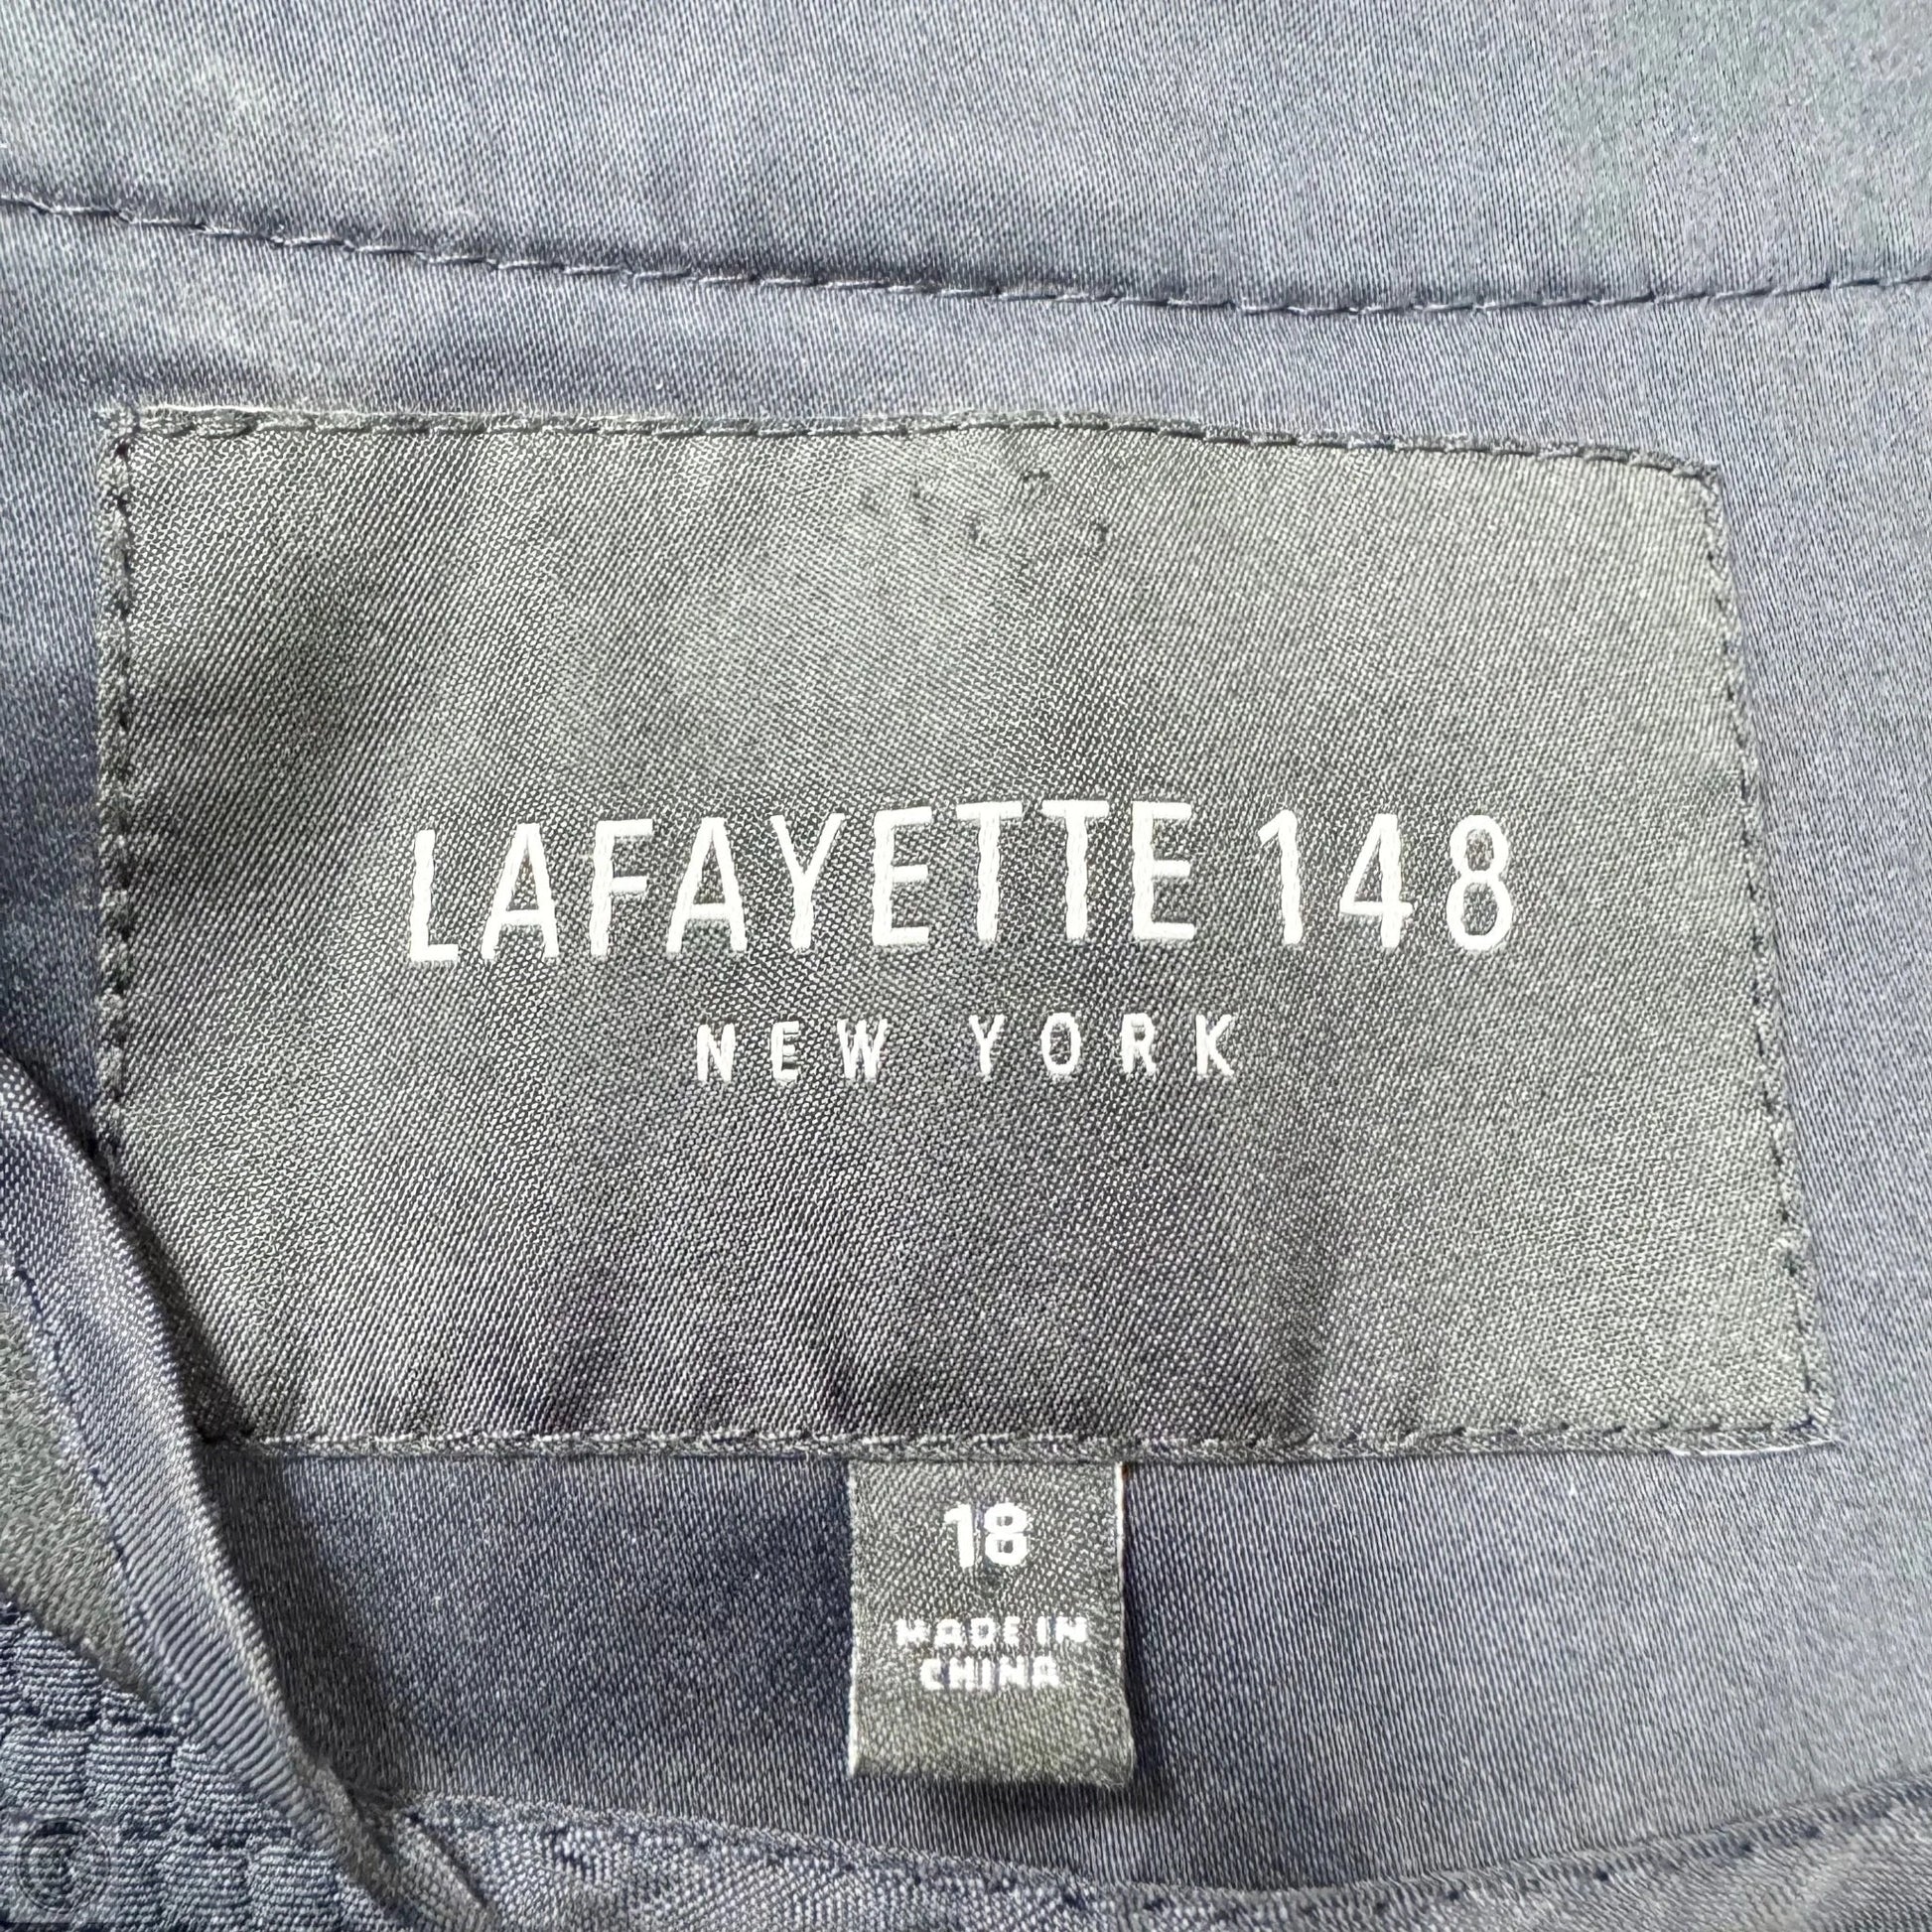 LAFAYETTE 148
NEW YORK
18
MADE IN
CHINA